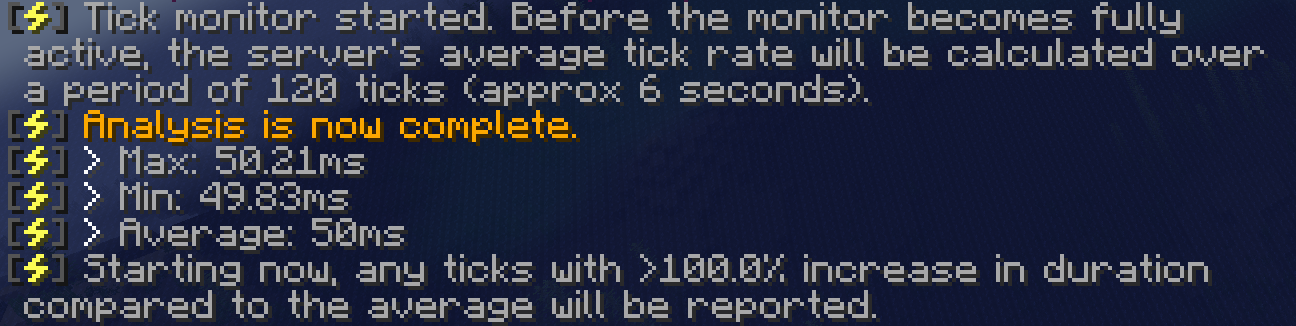 [⚡] Tick monitor started. Before the monitor becomes fully
active, the server's average tick rate will be calculated over
a period of 120 ticks (approx 6 seconds).
[⚡] Analysis is now complete.
[⚡] > Max: 50.21ms
[⚡] > Min: 49.83ms
[⚡] > Average: 50ms
[⚡] Starting now, any ticks with >100.0% increase in duration
compared to the average will be reported.